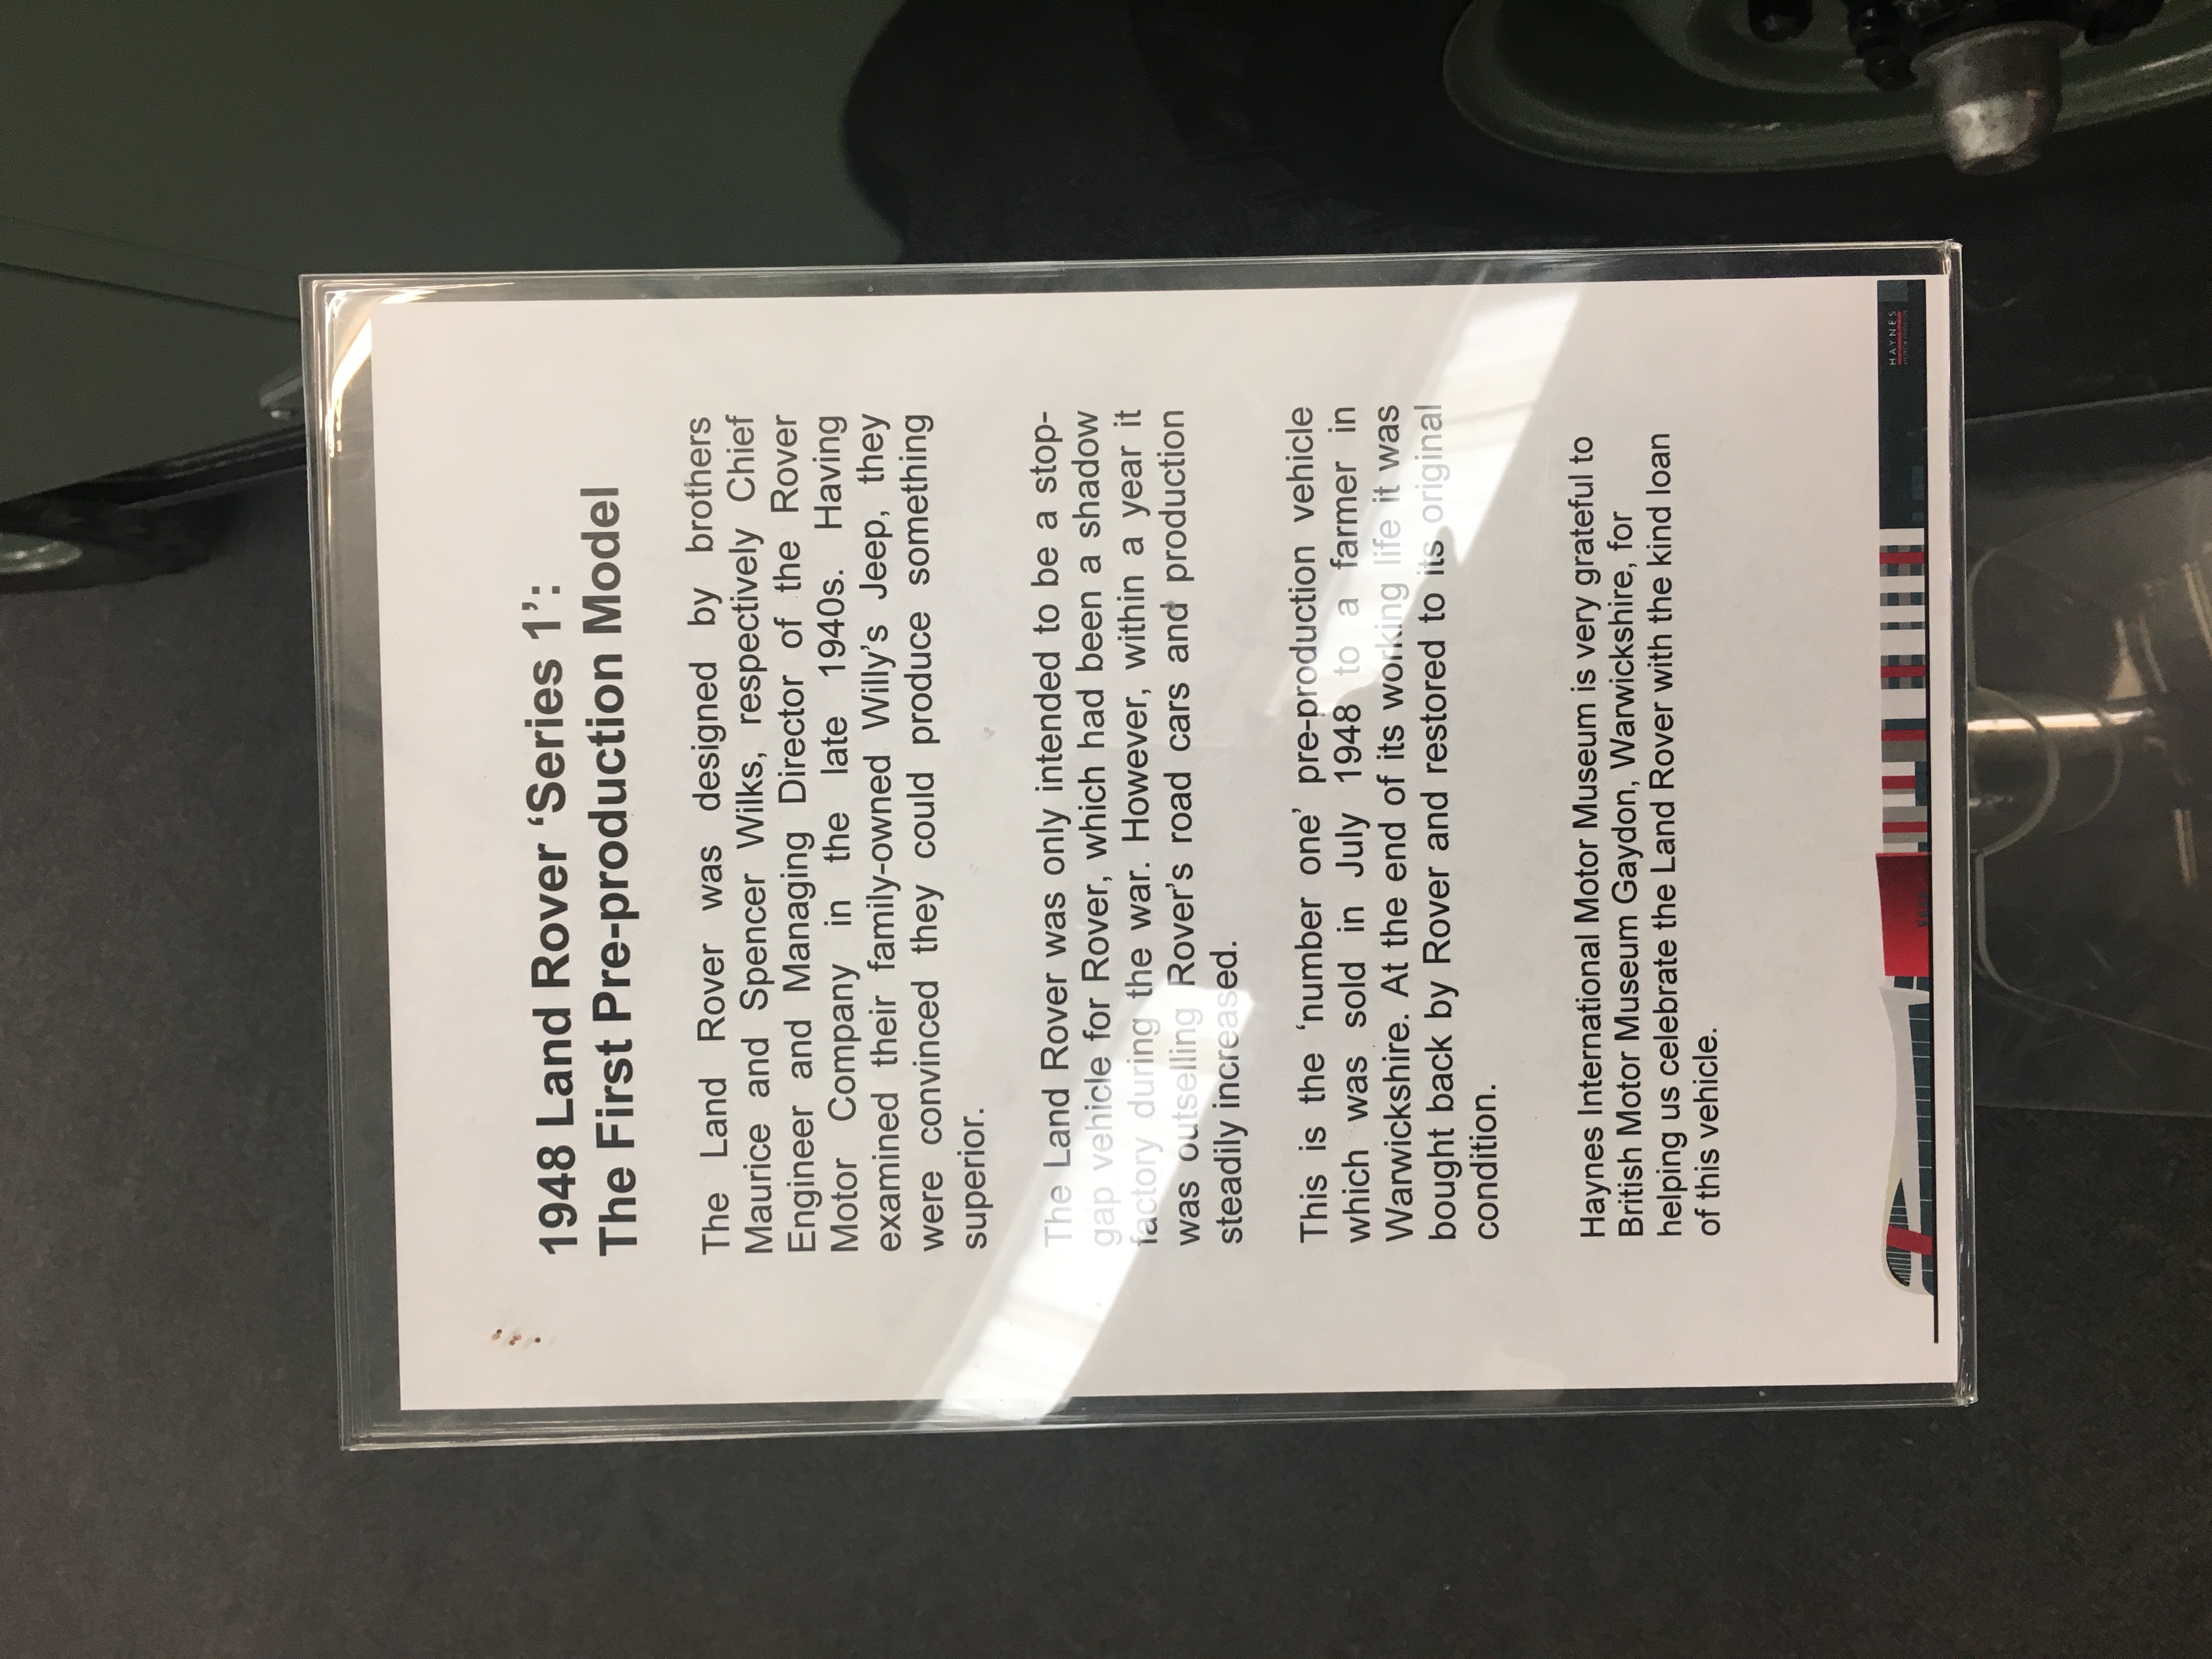 1948 Land Rover ‘Series 1’:
The First Pre-production Model
The Land Rover was designed by brothers
Maurice and Spencer Wilks, respectively Chief
Engineer and Managing Director of the Rover
Motor Company in the late 1940s. Having
examined their family-owned Willy’s Jeep, they
were convinced they could produce something
superior.
The Land Rover was only intended to be a stop-
gap vehicle for Rover, which had been a shadow
factory during the war. However, within a year it
was outselling Rover’s road cars and production
steadily increased.
This is the ‘number one’ pre-production vehicle
which was sold in July 1948 to a farmer in
Warwickshire. At the end of its working life it was
bought back by Rover and restored to its original
condition.
Haynes International Motor Museum is very grateful to
British Motor Museum Gaydon, Warwickshire, for
helping us celebrate the Land Rover with the kind loan
of this vehicle.
HAYNES